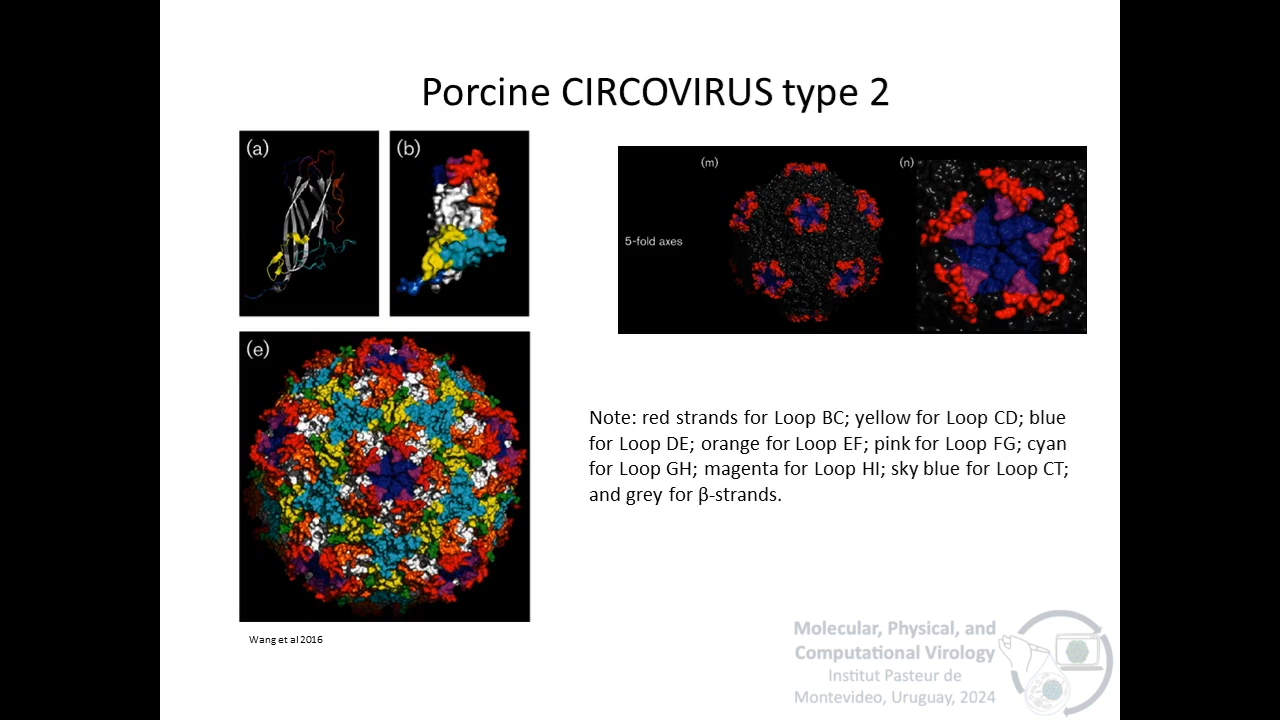 Porcine CIRCOVIRUS type 2
(a)
(b)
(m)
(n)
5-fold axes
(e)
Note: red strands for Loop BC; yellow for Loop CD; blue
for Loop DE; orange for Loop EF; pink for Loop FG; cyan
for Loop GH; magenta for Loop HI; sky blue for Loop CT;
and grey for β-strands.
Wang et al 2016
Molecular, Physical, and
Computational Virology
Institut Pasteur de
Montevideo, Uruguay, 2024